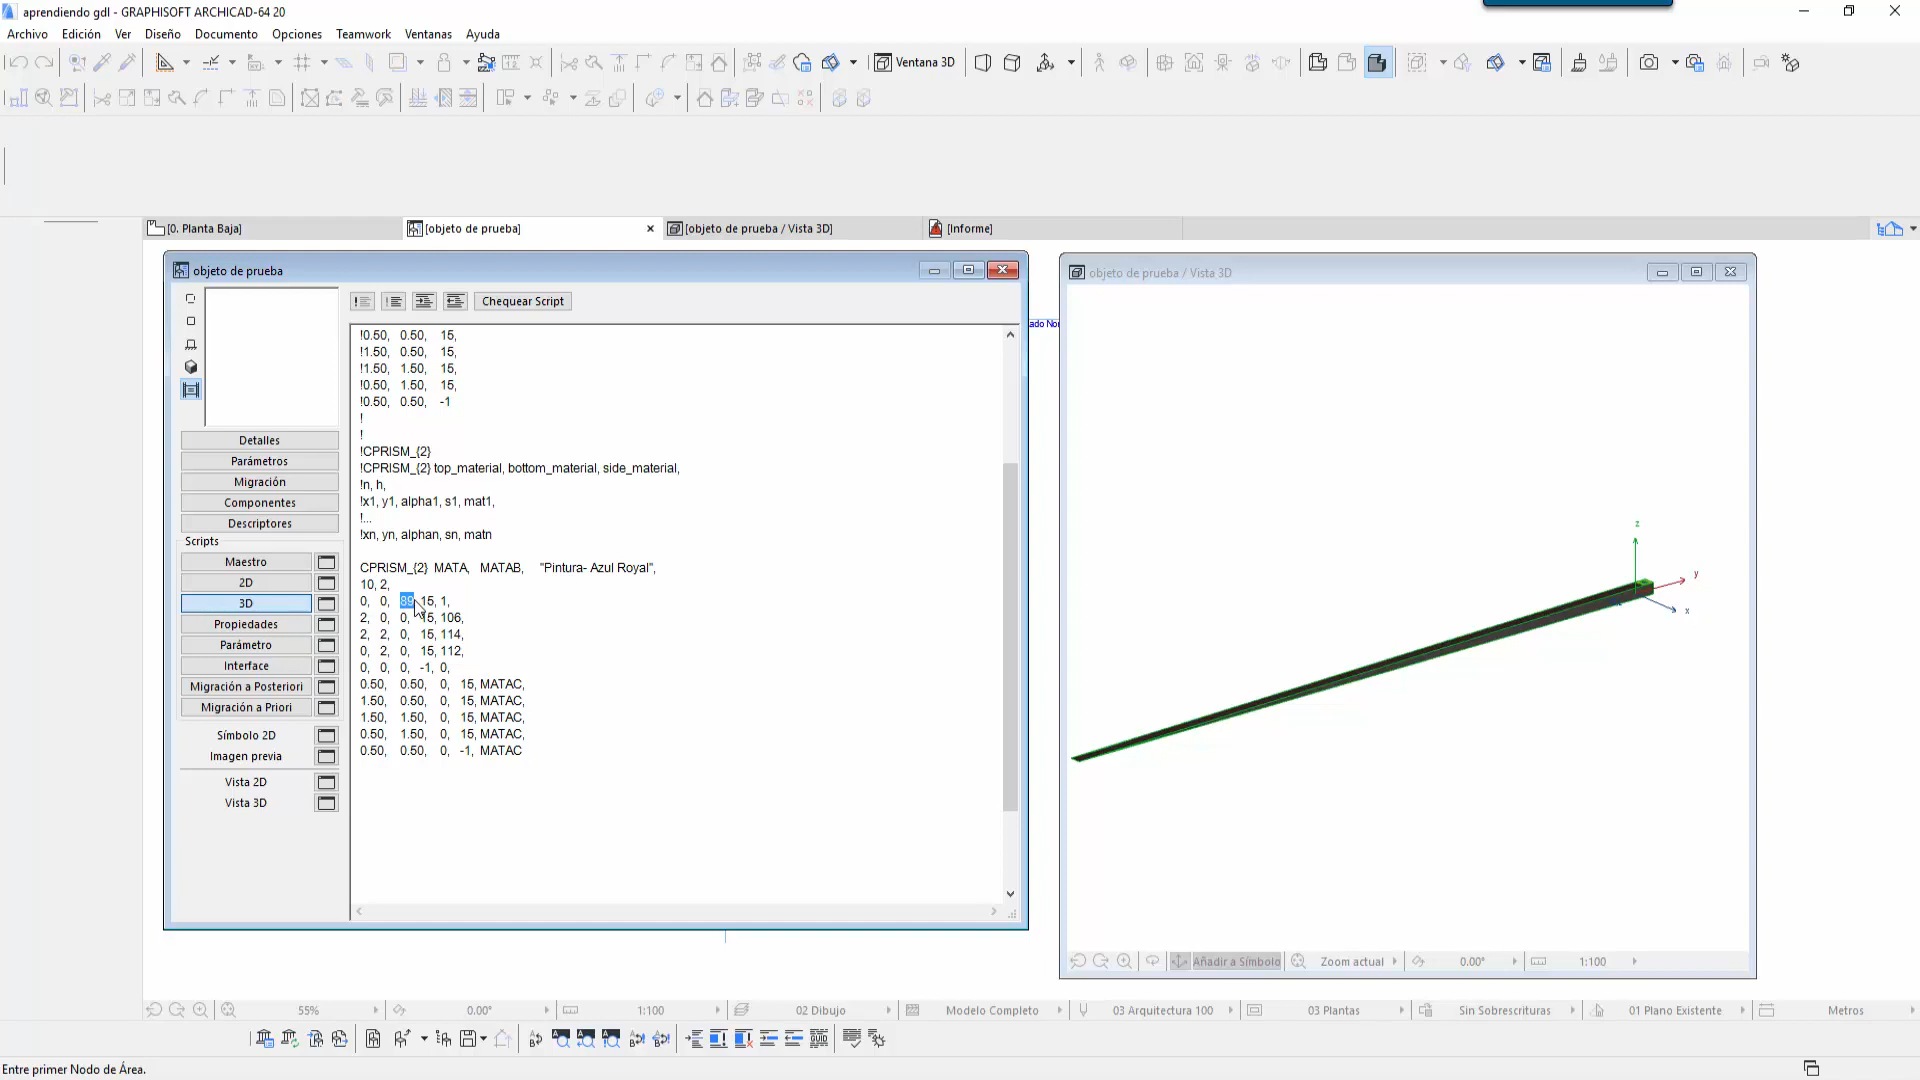 aprendiendo gdl - GRAPHISOFT ARCHICAD-64 20
Archivo Edición Ver Diseño Documento Opciones Teamwork Ventanas Ayuda
Ventana 3D
[0. Planta Baja]
[objeto de prueba]
[objeto de prueba / Vista 3D]
[Informe]
objeto de prueba
Chequear Script
Detalles
Parámetros
Migración
Componentes
Descriptores
Scripts
Maestro
2D
3D
Propiedades
Parámetro
Interface
Migración a Posteriori
Migración a Priori
Símbolo 2D
Imagen previa
Vista 2D
Vista 3D
!0.50, 0.50, 15,
!1.50, 0.50, 15,
!1.50, 1.50, 15,
!0.50, 1.50, 15,
!0.50, 0.50, -1
!
!
!CPRISM_{2}
!CPRISM_{2} top_material, bottom_material, side_material,
!n, h,
!x1, y1, alpha1, s1, mat1,
!...
!xn, yn, alphan, sn, matn
CPRISM_{2} MATA, MATAB, "Pintura- Azul Royal",
10, 2,
0, 0, 89, 15, 1,
2, 0, 0, 15, 106,
2, 2, 0, 15, 114,
0, 2, 0, 15, 112,
0, 0, 0, -1, 0,
0.50, 0.50, 0, 15, MATAC,
1.50, 0.50, 0, 15, MATAC,
1.50, 1.50, 0, 15, MATAC,
0.50, 1.50, 0, 15, MATAC,
0.50, 0.50, 0, -1, MATAC
objeto de prueba / Vista 3D
z
y
x
Añadir a Símbolo Zoom actual 0.00° 1:100
55% 0.00° 1:100 02 Dibujo Modelo Completo 03 Arquitectura 100 03 Plantas Sin Sobrescrituras 01 Plano Existente Metros
Entre primer Nodo de Área.